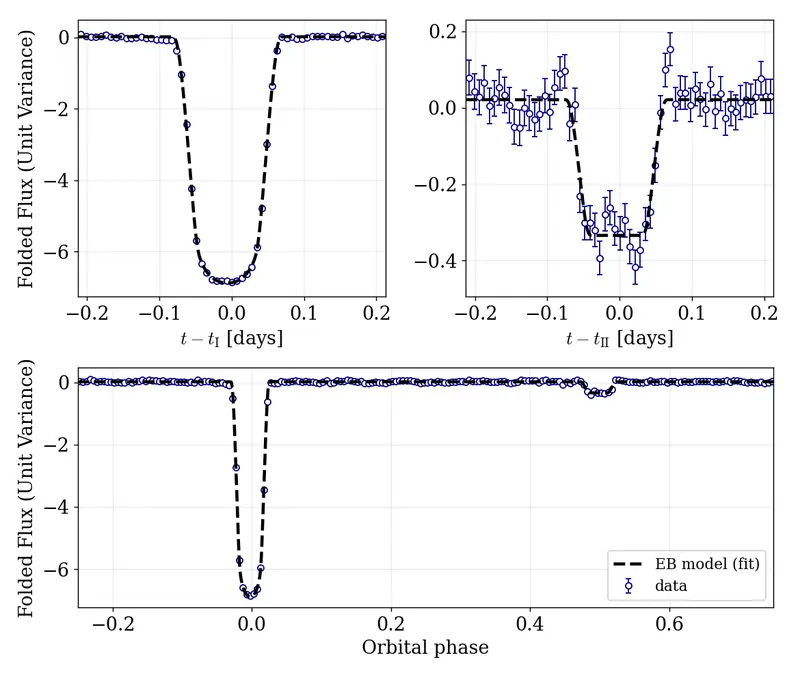 Folded Flux (Unit Variance)
0
−2
−4
−6
−0.2 −0.1 0.0 0.1 0.2
t − tI [days]
0.2
0.0
−0.2
−0.4
−0.2 −0.1 0.0 0.1 0.2
t − tII [days]
Folded Flux (Unit Variance)
0
−2
−4
−6
EB model (fit)
data
−0.2 0.0 0.2 0.4 0.6
Orbital phase